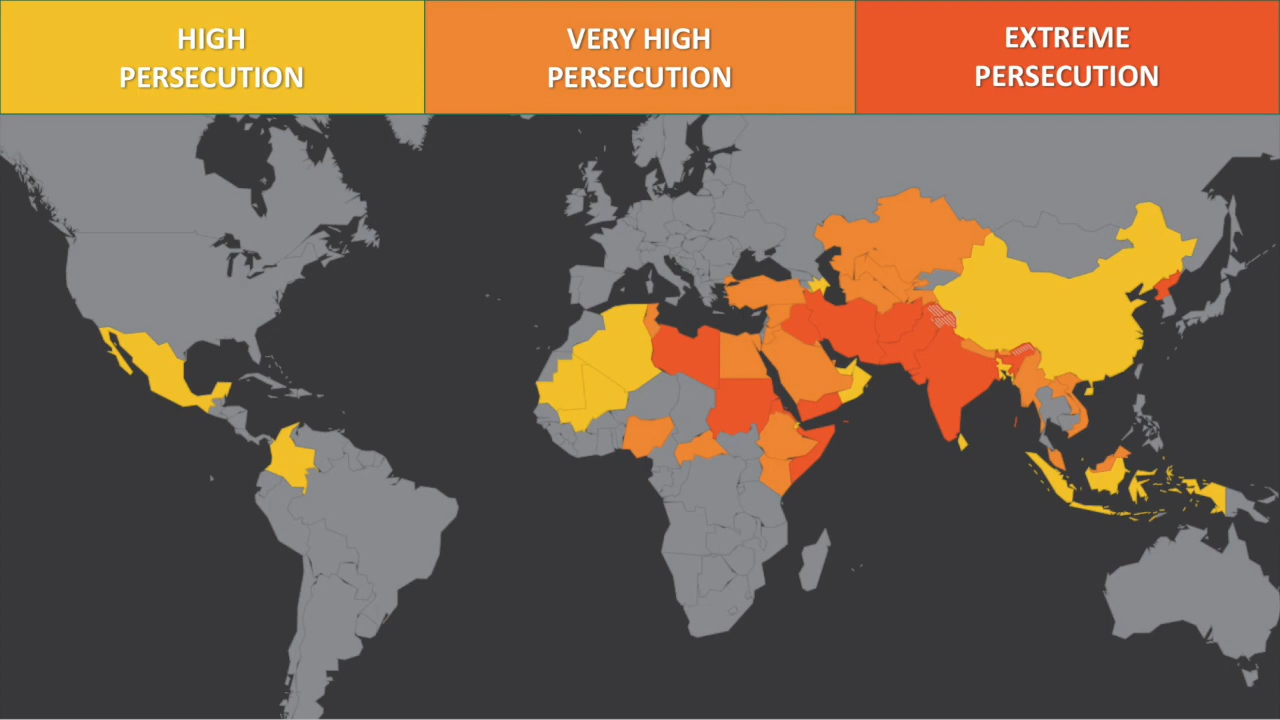 HIGH
PERSECUTION
VERY HIGH
PERSECUTION
EXTREME
PERSECUTION